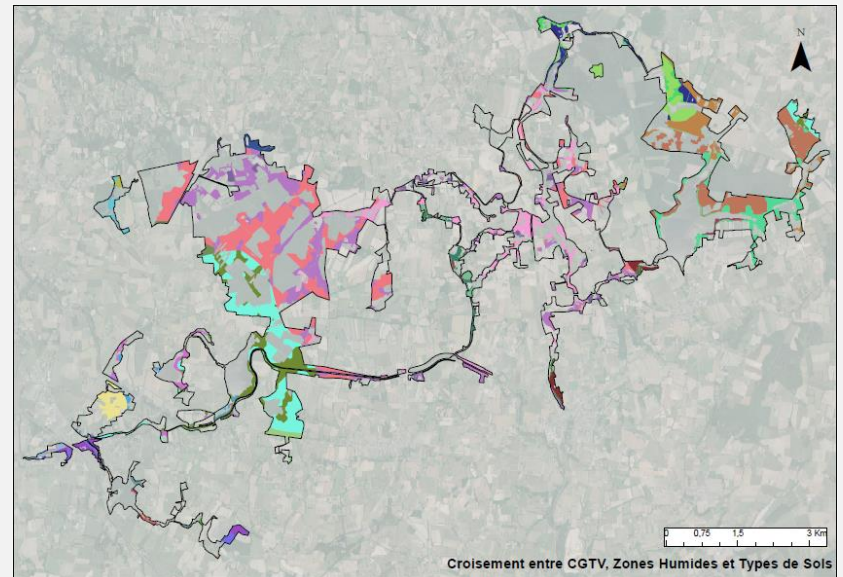 N
0 0,75 1,5 3 Km
Croisement entre CGTV, Zones Humides et Types de Sols